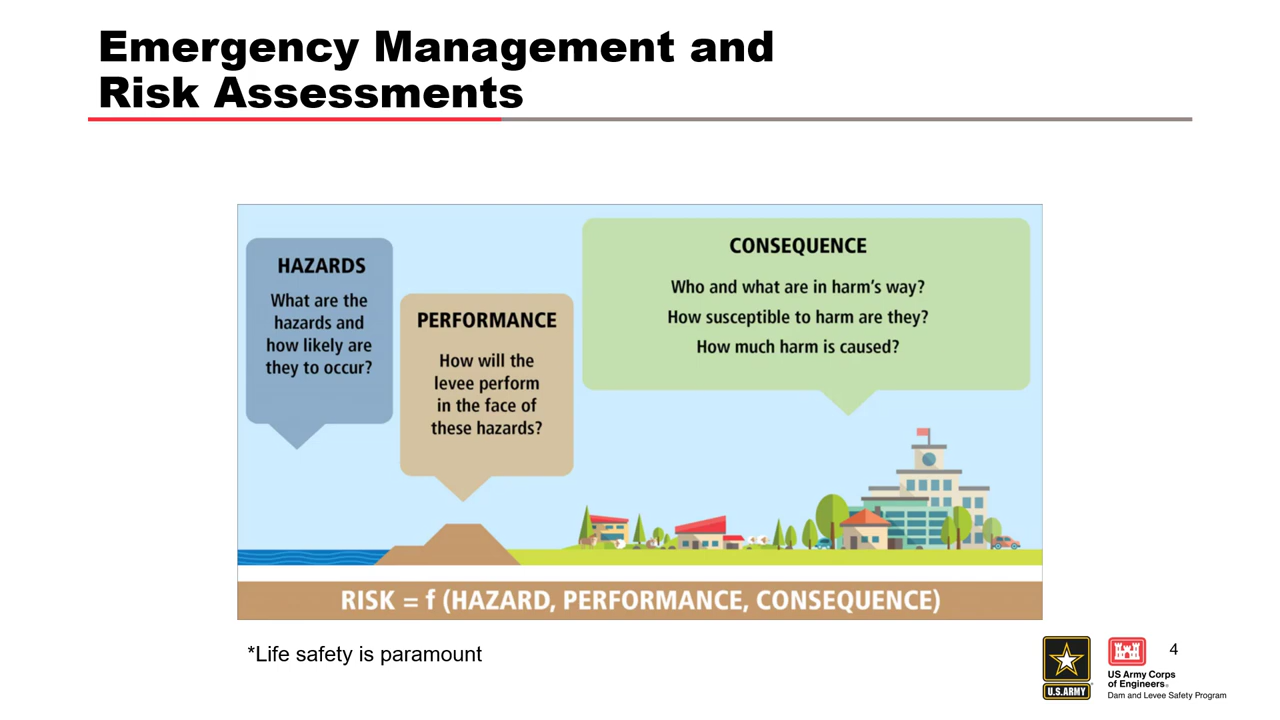 Emergency Management and
Risk Assessments
HAZARDS
What are the
hazards and
how likely are
they to occur?
PERFORMANCE
How will the
levee perform
in the face of
these hazards?
CONSEQUENCE
Who and what are in harm’s way?
How susceptible to harm are they?
How much harm is caused?
RISK = f (HAZARD, PERFORMANCE, CONSEQUENCE)
*Life safety is paramount
U.S.ARMY
US Army Corps
of Engineers®
Dam and Levee Safety Program
4